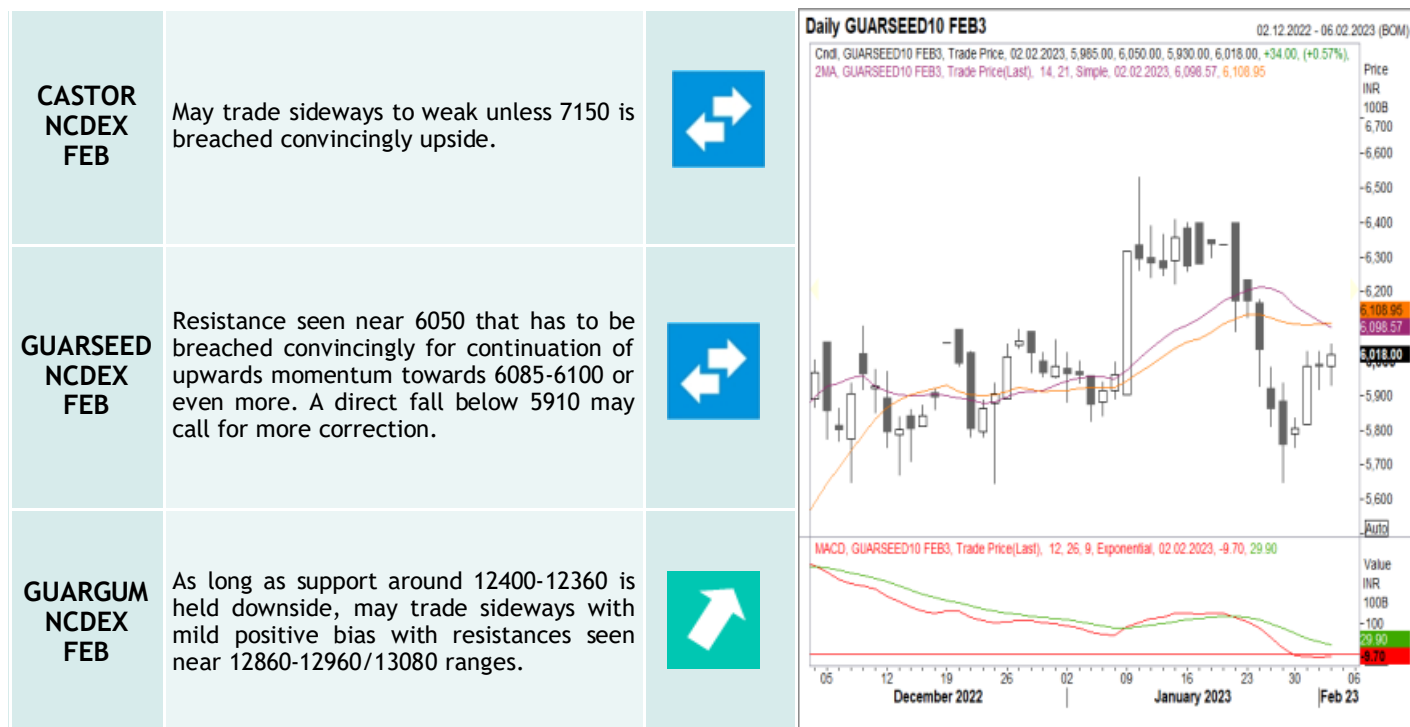 CASTOR
NCDEX
FEB
May trade sideways to weak unless 7150 is
breached convincingly upside.
GUARSEED
NCDEX
FEB
Resistance seen near 6050 that has to be
breached convincingly for continuation of
upwards momentum towards 6085-6100 or
even more. A direct fall below 5910 may
call for more correction.
GUARGUM
NCDEX
FEB
As long as support around 12400-12360 is
held downside, may trade sideways with
mild positive bias with resistances seen
near 12860-12960/13080 ranges.
Daily GUARSEED10 FEB3
02.12.2022 - 06.02.2023 (BOM)
Cndl, GUARSEED10 FEB3, Trade Price, 02.02.2023, 5,985.00, 6,050.00, 5,930.00, 6,018.00, +34.00, (+0.57%),
2MA, GUARSEED10 FEB3, Trade Price(Last), 14, 21, Simple, 02.02.2023, 6,098.57, 6,108.95
Price
INR
100B
6,700
6,600
6,500
6,400
6,300
6,200
6,108.95
6,098.57
6,018.00
5,900
5,800
5,700
5,600
Auto
MACD, GUARSEED10 FEB3, Trade Price(Last), 12, 26, 9, Exponential, 02.02.2023, -9.70, 29.90
Value
INR
100B
-100
29.90
-9.70
05 12 19 26 02 09 16 23 30 06
December 2022 January 2023 Feb 23